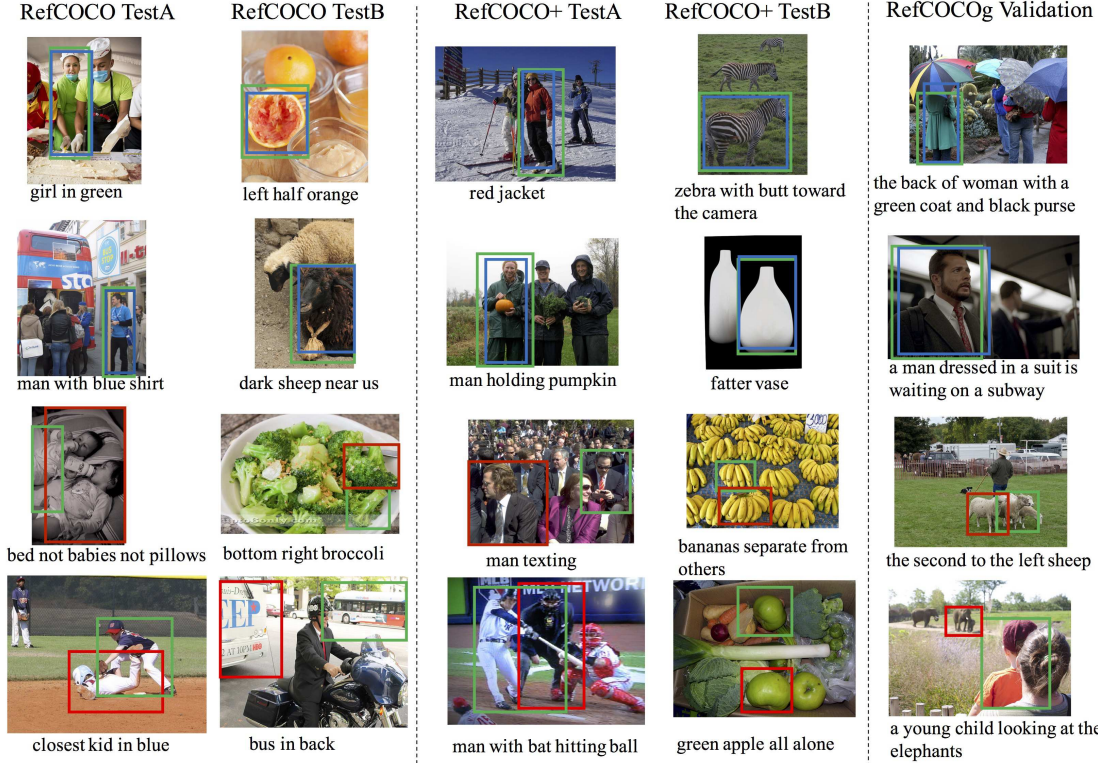 RefCOCO TestA
RefCOCO TestB
RefCOCO+ TestA
RefCOCO+ TestB
RefCOCOg Validation
girl in green
left half orange
red jacket
zebra with butt toward
the camera
the back of woman with a
green coat and black purse
man with blue shirt
dark sheep near us
man holding pumpkin
fatter vase
a man dressed in a suit is
waiting on a subway
bed not babies not pillows
bottom right broccoli
man texting
bananas separate from
others
the second to the left sheep
closest kid in blue
bus in back
man with bat hitting ball
green apple all alone
a young child looking at the
elephants